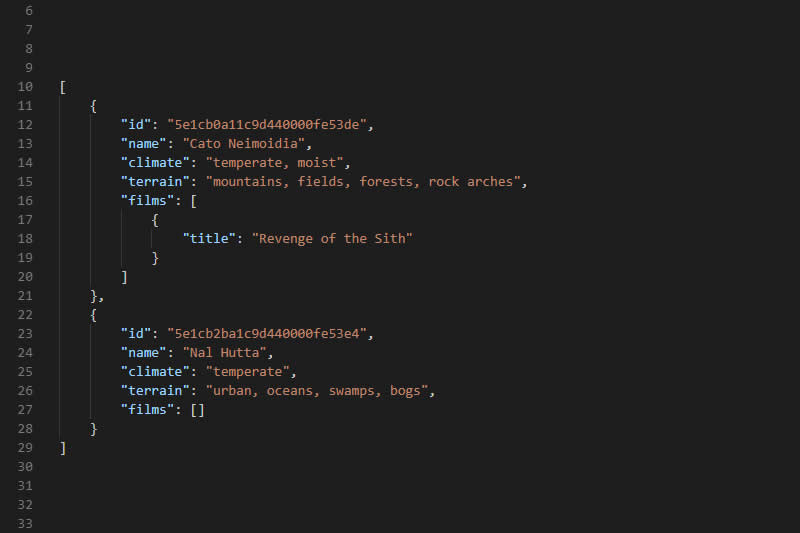 6
7
8
9
10 [
11     {
12         "id": "5e1cb0a11c9d440000fe53de",
13         "name": "Cato Neimoidia",
14         "climate": "temperate, moist",
15         "terrain": "mountains, fields, forests, rock arches",
16         "films": [
17             {
18                 "title": "Revenge of the Sith"
19             }
20         ]
21     },
22     {
23         "id": "5e1cb2ba1c9d440000fe53e4",
24         "name": "Nal Hutta",
25         "climate": "temperate",
26         "terrain": "urban, oceans, swamps, bogs",
27         "films": []
28     }
29 ]
30
31
32
33